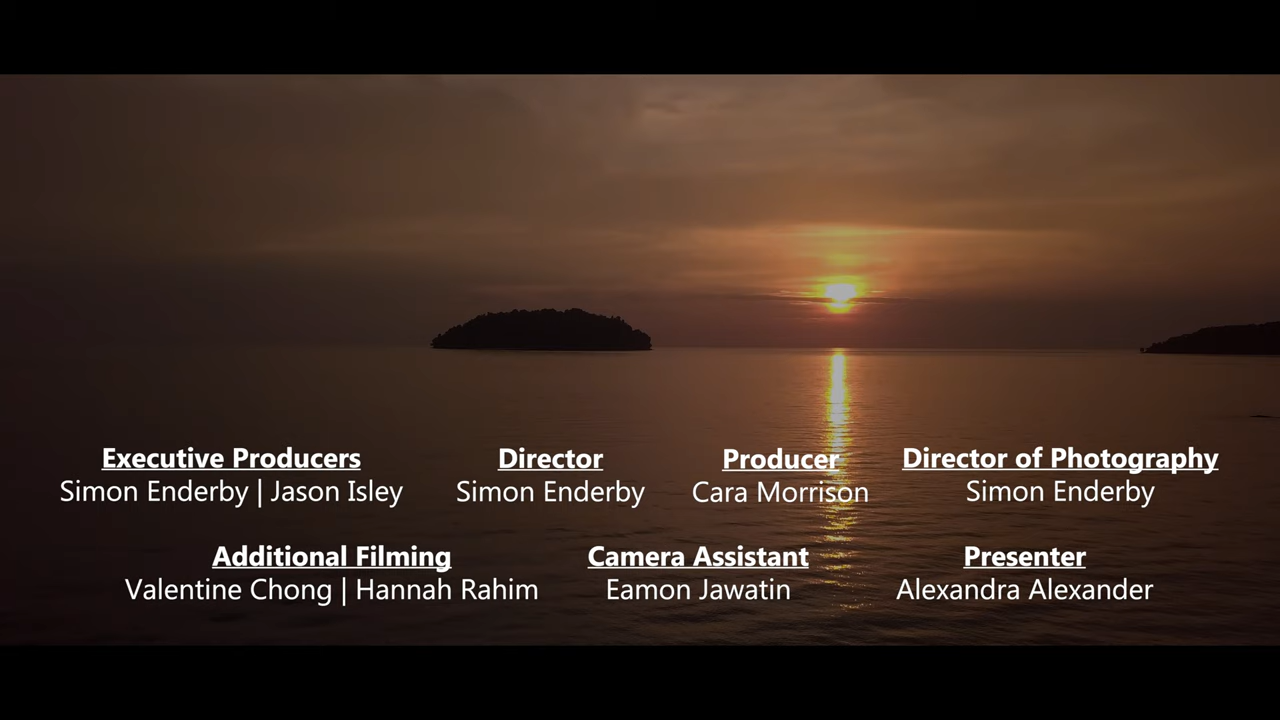 Executive Producers
Simon Enderby | Jason Isley
Director
Simon Enderby
Producer
Cara Morrison
Director of Photography
Simon Enderby
Additional Filming
Valentine Chong | Hannah Rahim
Camera Assistant
Eamon Jawatin
Presenter
Alexandra Alexander